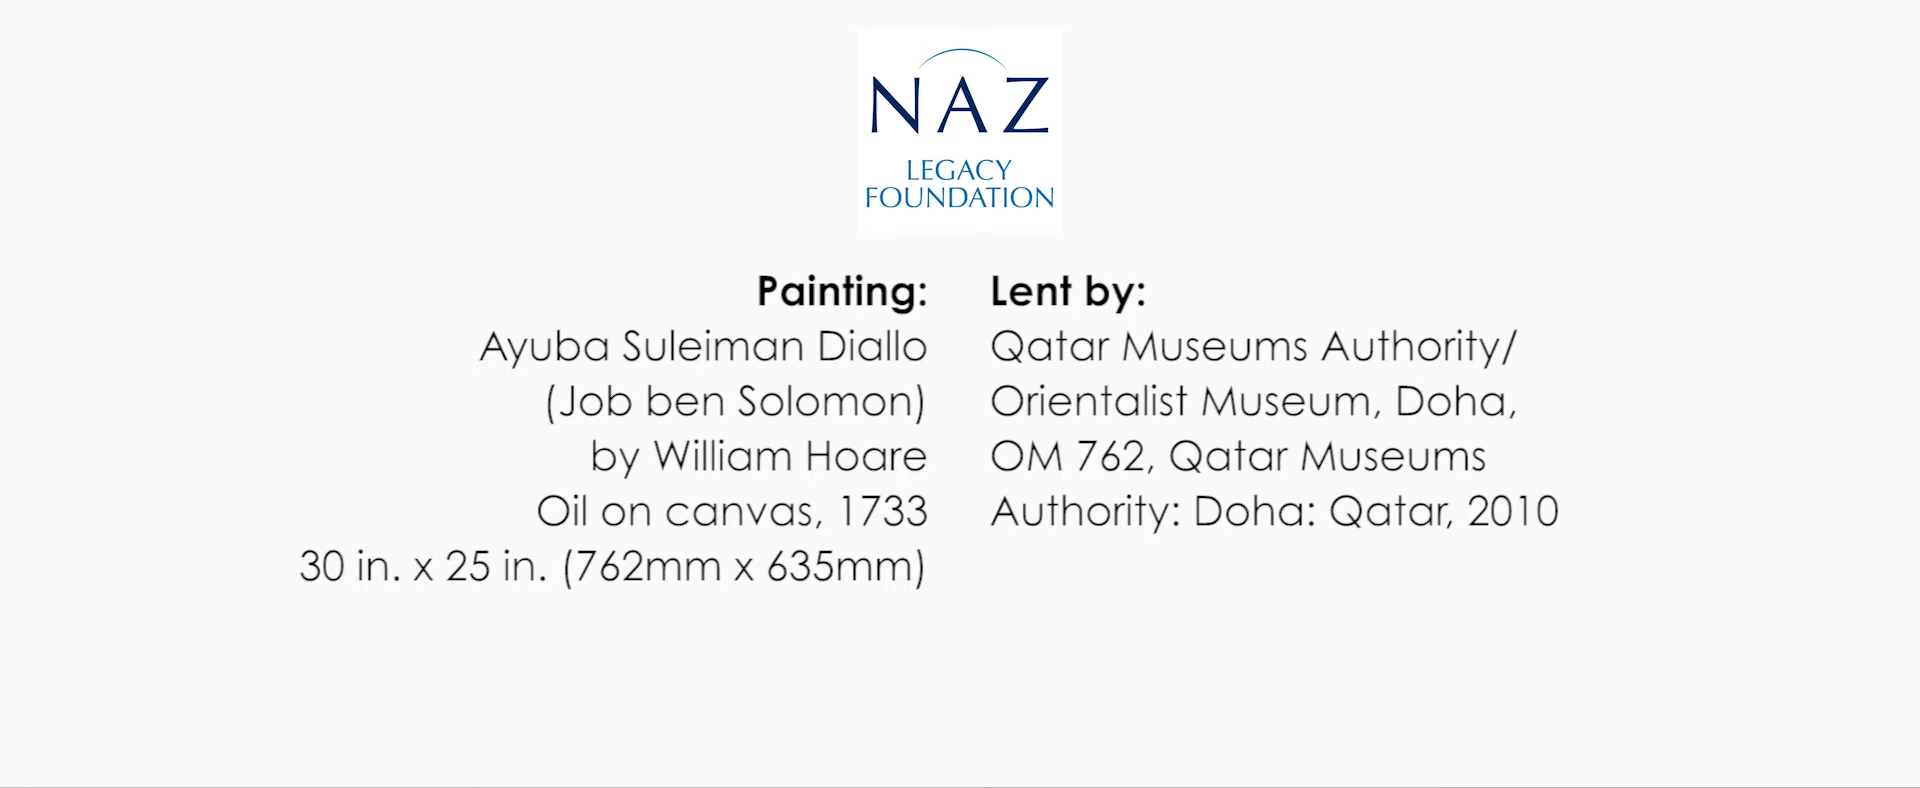 NAZ
LEGACY
FOUNDATION
Painting:
Ayuba Suleiman Diallo
(Job ben Solomon)
by William Hoare
Oil on canvas, 1733
30 in. x 25 in. (762mm x 635mm)
Lent by:
Qatar Museums Authority/
Orientalist Museum, Doha,
OM 762, Qatar Museums
Authority: Doha: Qatar, 2010